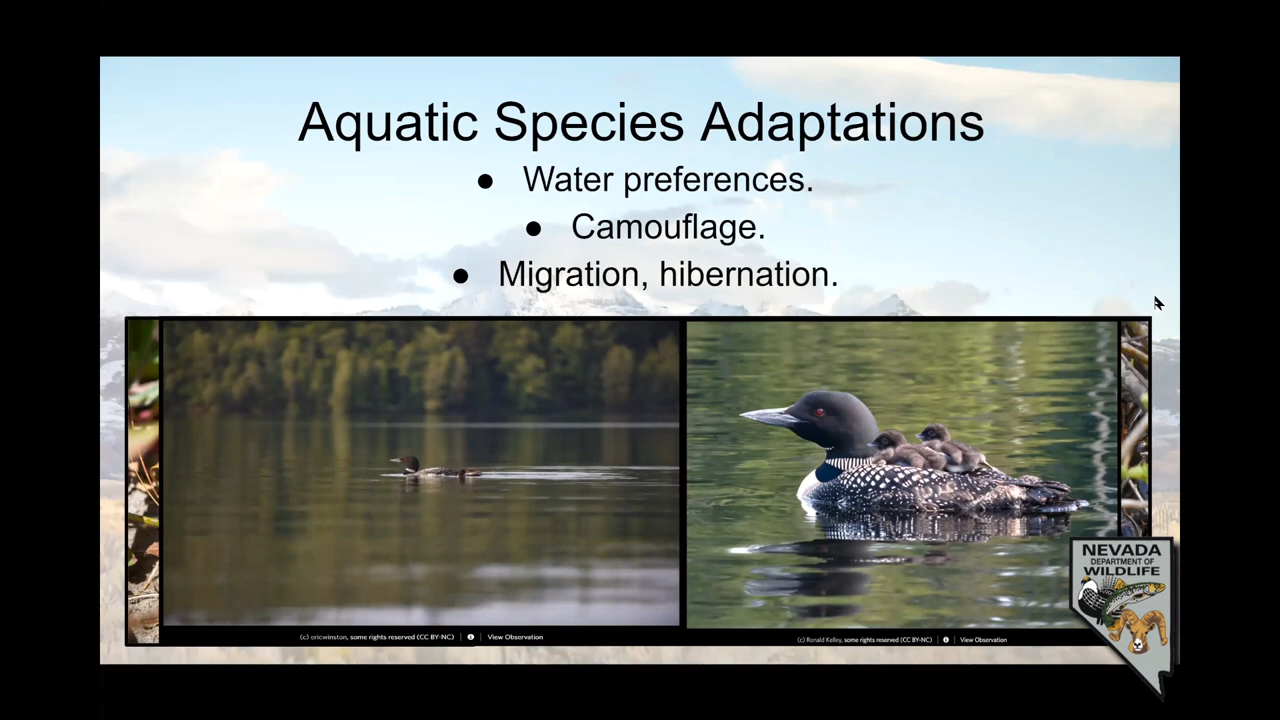 Aquatic Species Adaptations
● Water preferences.
● Camouflage.
● Migration, hibernation.
(c) ericwinston, some rights reserved (CC BY-NC) | View Observation
(c) Ronald Kelley, some rights reserved (CC BY-NC) | View Observation
NEVADA
DEPARTMENT OF
WILDLIFE